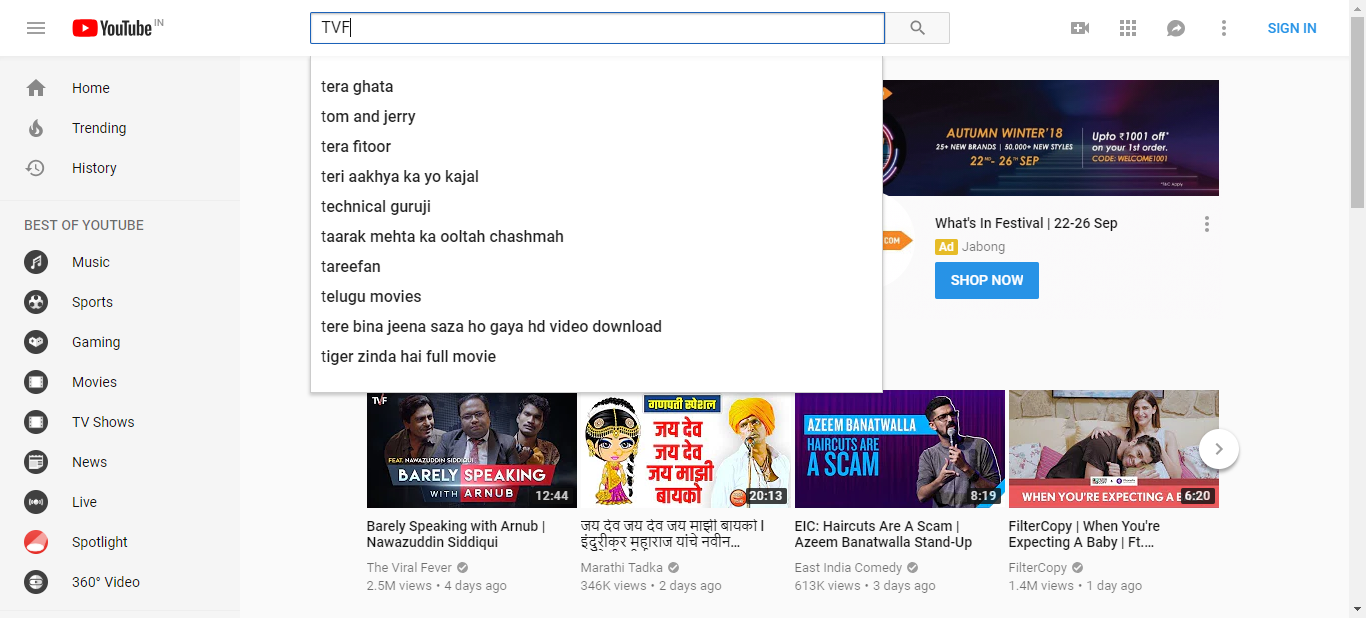 YouTube IN
TVF
SIGN IN
Home
Trending
History
BEST OF YOUTUBE
Music
Sports
Gaming
Movies
TV Shows
News
Live
Spotlight
360° Video
tera ghata
tom and jerry
tera fitoor
teri aakhya ka yo kajal
technical guruji
taarak mehta ka ooltah chashmah
tareefan
telugu movies
tere bina jeena saza ho gaya hd video download
tiger zinda hai full movie
AUTUMN WINTER'18
25+ NEW BRANDS | 50,000+ NEW STYLES
22ND- 26TH SEP
Upto ₹1001 off*
on your 1st order.
CODE: WELCOME1001
*T&C Apply
.COM
What's In Festival | 22-26 Sep
Ad Jabong
SHOP NOW
TVF
FEAT. NAWAZUDDIN SIDDIQUI
BARELY SPEAKING
WITH ARNUB
12:44
Barely Speaking with Arnub |
Nawazuddin Siddiqui
The Viral Fever
2.5M views • 4 days ago
गणपती स्पेशल
जय देव
जय देव
जय माझी
बायको
20:13
जय देव जय देव जय माझी बायको I
इंदुरीकर महाराज यांचे नवीन...
Marathi Tadka
346K views • 2 days ago
AZEEM BANATWALLA
HAIRCUTS ARE
A SCAM
8:19
EIC: Haircuts Are A Scam |
Azeem Banatwalla Stand-Up
East India Comedy
613K views • 3 days ago
WHEN YOU'RE EXPECTING A B
6:20
FilterCopy | When You're
Expecting A Baby | Ft....
FilterCopy
1.4M views • 1 day ago